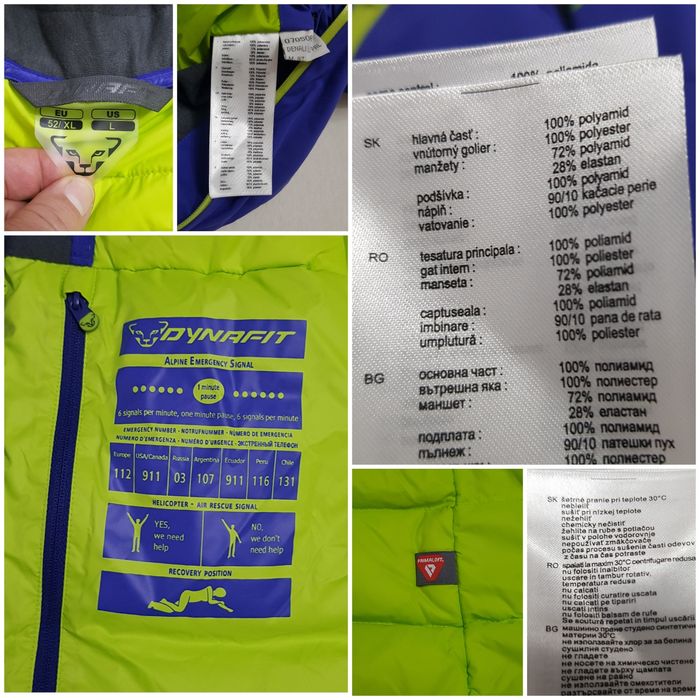 EU
US
52/ XL
L
SK
hlavná časť :
100% polyamid
vnútorný golier :
100% polyester
manžety :
72% polyamid
28% elastan
podšívka :
100% polyamid
náplň :
90/10 kačacie perie
vatovanie :
100% polyester
RO
tesatura principala :
100% poliamid
gat intern :
100% poliester
manseta :
72% poliamid
28% elastan
captuseala :
100% poliamid
imbinare :
90/10 pana de rata
umplutură :
100% poliester
BG
основна част :
100% полиамид
вътрешна яка :
100% полиестер
маншет :
72% полиамид
28% еластан
подплата :
100% полиамид
пълнеж :
90/10 патешки пух
100% полиестер
DYNAFIT
ALPINE EMERGENCY SIGNAL
1 minute
pause
6 signals per minute, one minute pause, 6 signals per minute
EMERGENCY NUMBER - NOTRUFNUMMER - NÚMERO DE EMERGENCIA
NUMERO D'EMERGENZA - NUMÉRO D'URGENCE - ЭКСТРЕННЫЙ ТЕЛЕФОН
Europe USA/Canada Russia Argentina Ecuador Peru Chile
112 911 03 107 911 116 131
HELICOPTER - AIR RESCUE SIGNAL
YES,
we need
help
NO,
we don't
need help
RECOVERY POSITION
PRIMALOFT
SK šetrné pranie pri teplote 30°C
nebieliť
sušiť pri nízkej teplote
nežehliť
chemicky nečistiť
žehlite na rube s potlačou
sušiť v polohe vodorovnje
nepoužívať zmäkčovače
počas procesu sušenia časti odevov
z času na čas potraste
RO spalati la maxim 30°C centrifugare redusa
nu folositi inalbitor
uscare in tambur rotativ,
temperatura redusa
nu calcati
nu folositi curatire uscata
nu calcati pe tipariri
uscati intins
nu folositi balsam de rufe
Se scutură repetat in timpul uscării
BG машинно пране студено синтетични
материи 30°C
не използвайте хлор за за белина
сушилня студено
не гладете
не носете на химическо чистене
не гладете върху щампата
сушене на равно
не използвайте омекотители